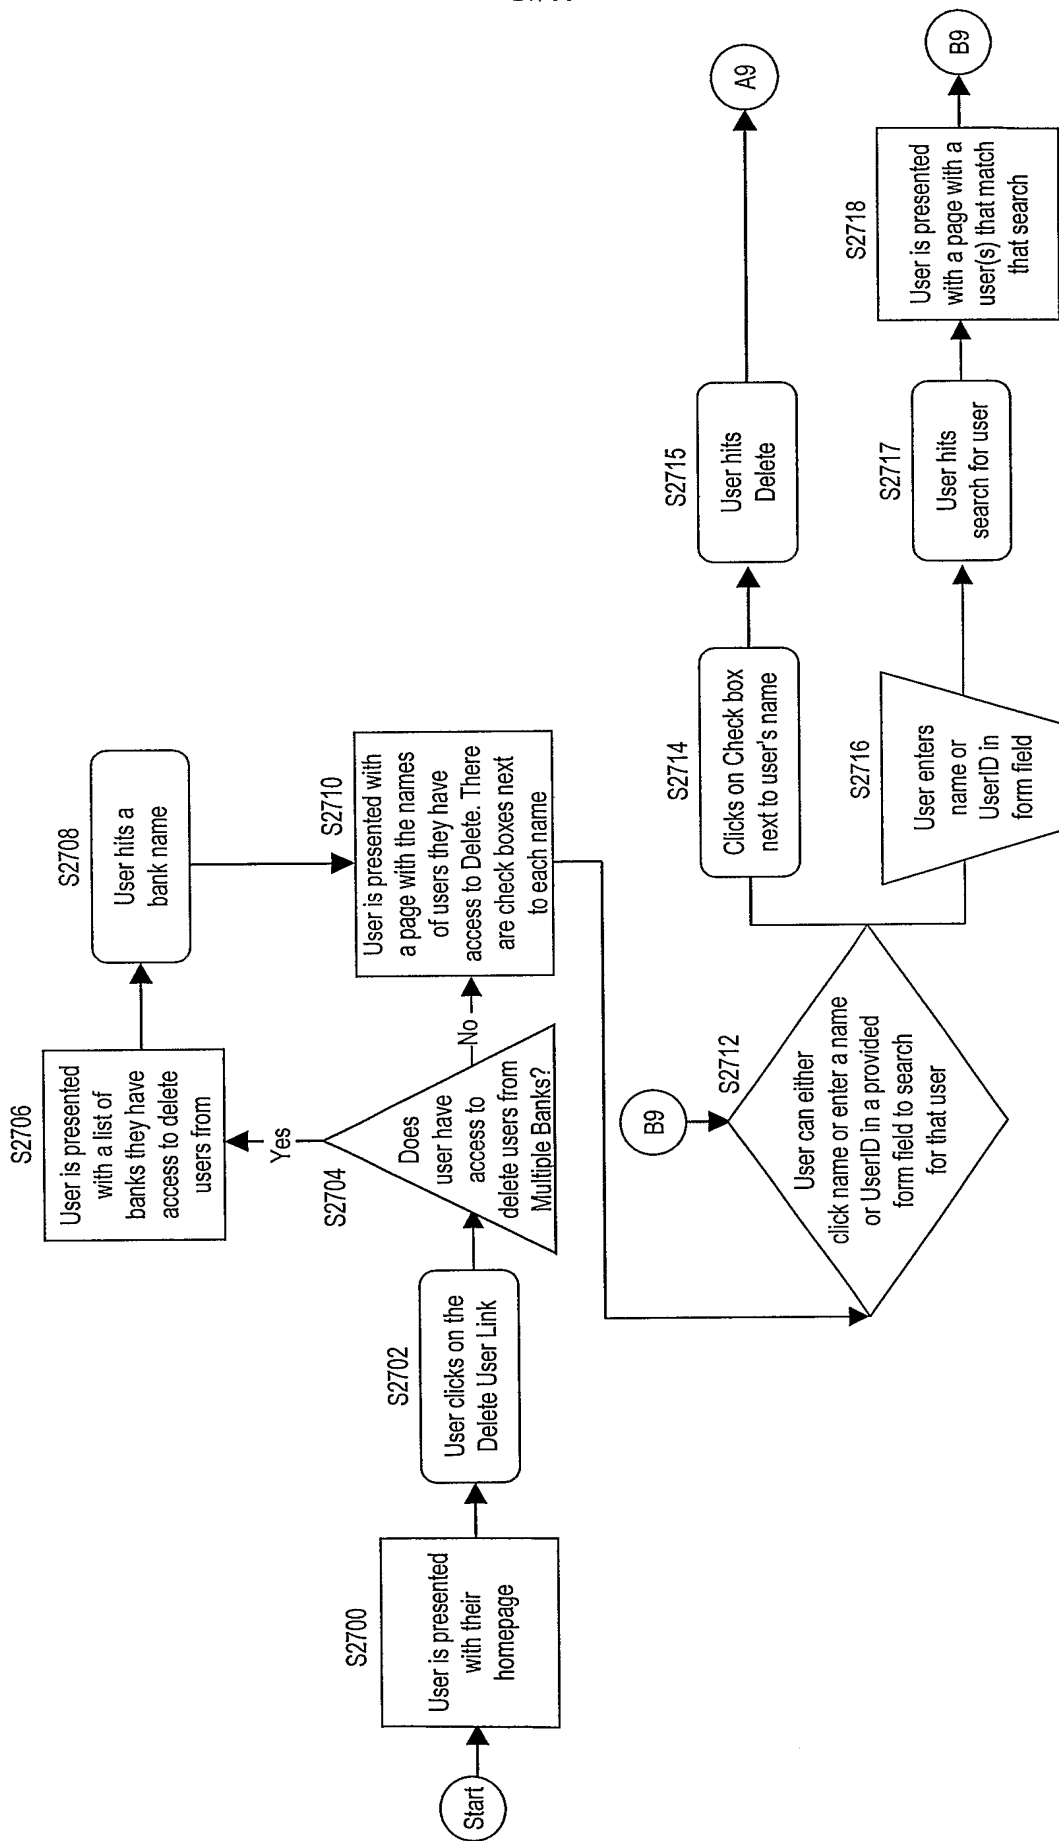 Start
S2700
User is presented
with their
homepage
S2702
User clicks on the
Delete User Link
S2704
Does
user have
access to
delete users from
Multiple Banks?
Yes
No
S2706
User is presented
with a list of
banks they have
access to delete
users from
S2708
User hits a
bank name
S2710
User is presented with
a page with the names
of users they have
access to Delete. There
are check boxes next
to each name
B9
S2712
User can either
click name or enter a name
or UserID in a provided
form field to search
for that user
S2714
Clicks on Check box
next to user's name
S2715
User hits
Delete
A9
S2716
User enters
name or
UserID in
form field
S2717
User hits
search for user
S2718
User is presented
with a page with a
user(s) that match
that search
B9